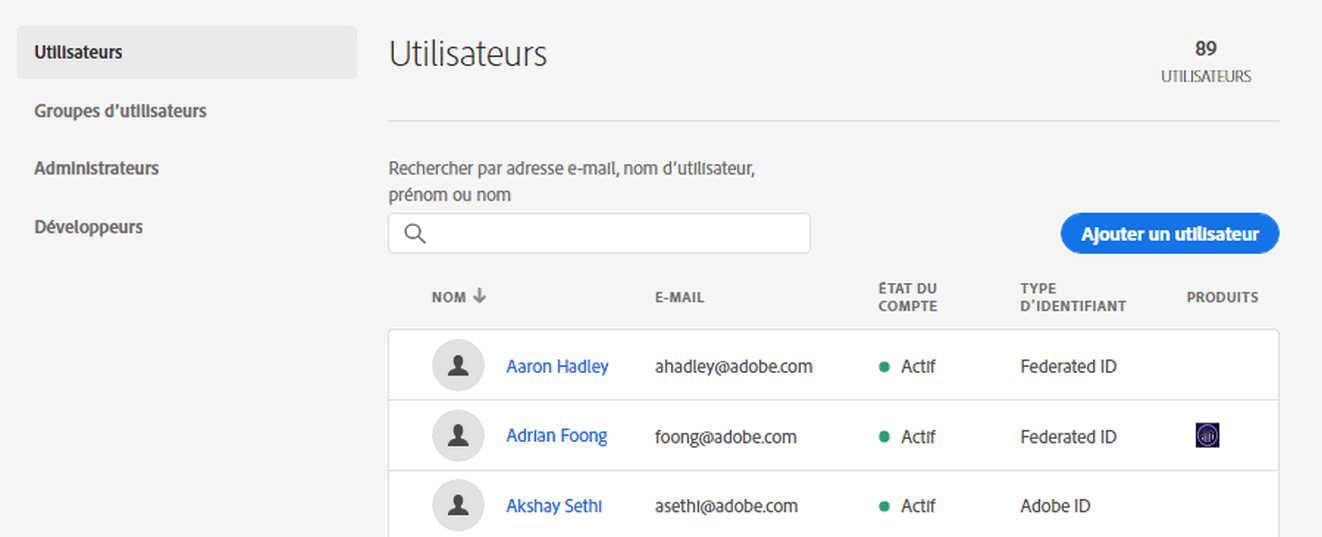 Utilisateurs
Groupes d'utilisateurs
Administrateurs
Développeurs
Utilisateurs
89
UTILISATEURS
Rechercher par adresse e-mail, nom d'utilisateur,
prénom ou nom
Ajouter un utilisateur
NOM E-MAIL ÉTAT DU COMPTE TYPE D'IDENTIFIANT PRODUITS
Aaron Hadley ahadley@adobe.com Actif Federated ID
Adrian Foong foong@adobe.com Actif Federated ID
Akshay Sethi asethi@adobe.com Actif Adobe ID